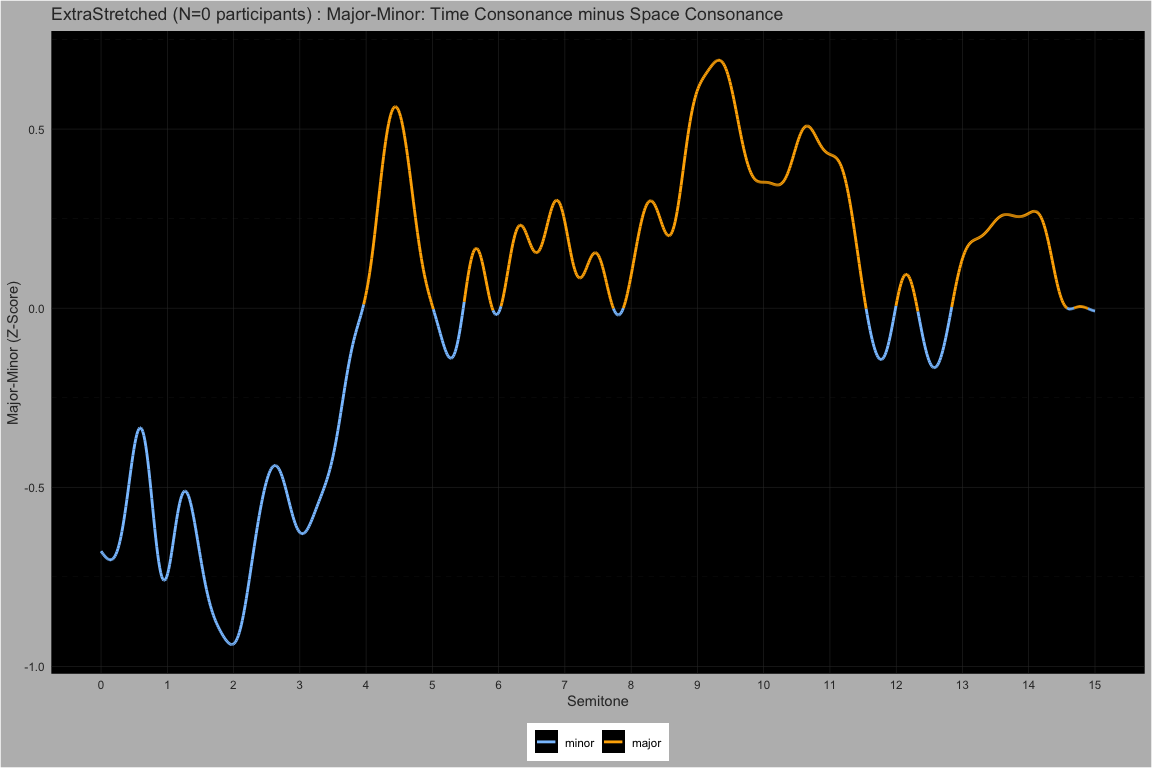 ExtraStretched (N=0 participants) : Major-Minor: Time Consonance minus Space Consonance
Major-Minor (Z-Score)
0.5
0.0
-0.5
-1.0
0 1 2 3 4 5 6 7 8 9 10 11 12 13 14 15
Semitone
minor major